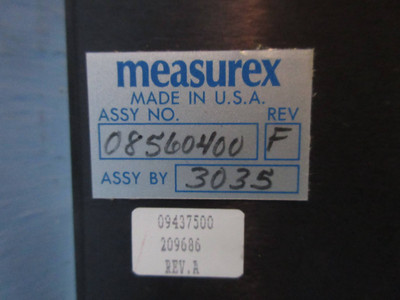 measurex
MADE IN U.S.A.
ASSY NO. REV
08560400 F
ASSY BY 3035
09437500
209686
REV.A